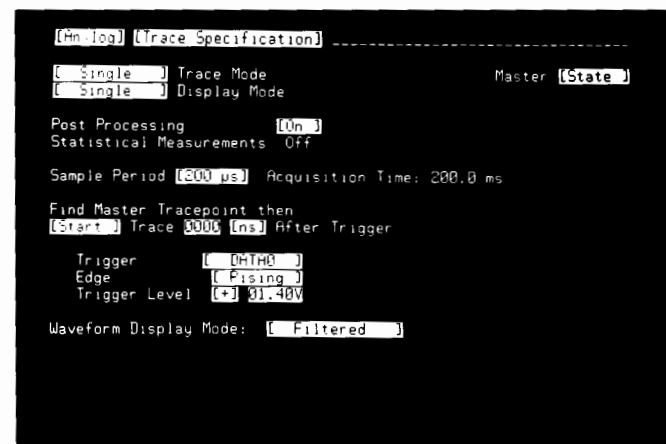 [Analog] [Trace Specification]
[ Single ] Trace Mode Master [State ]
[ Single ] Display Mode
Post Processing [On ]
Statistical Measurements Off
Sample Period [200 µs] Acquisition Time: 200.0 ms
Find Master Tracepoint then
[Start ] Trace 0000 [ns] After Trigger
Trigger [ DATA0 ]
Edge [ Rising ]
Trigger Level [+] 01.40V
Waveform Display Mode: [ Filtered ]